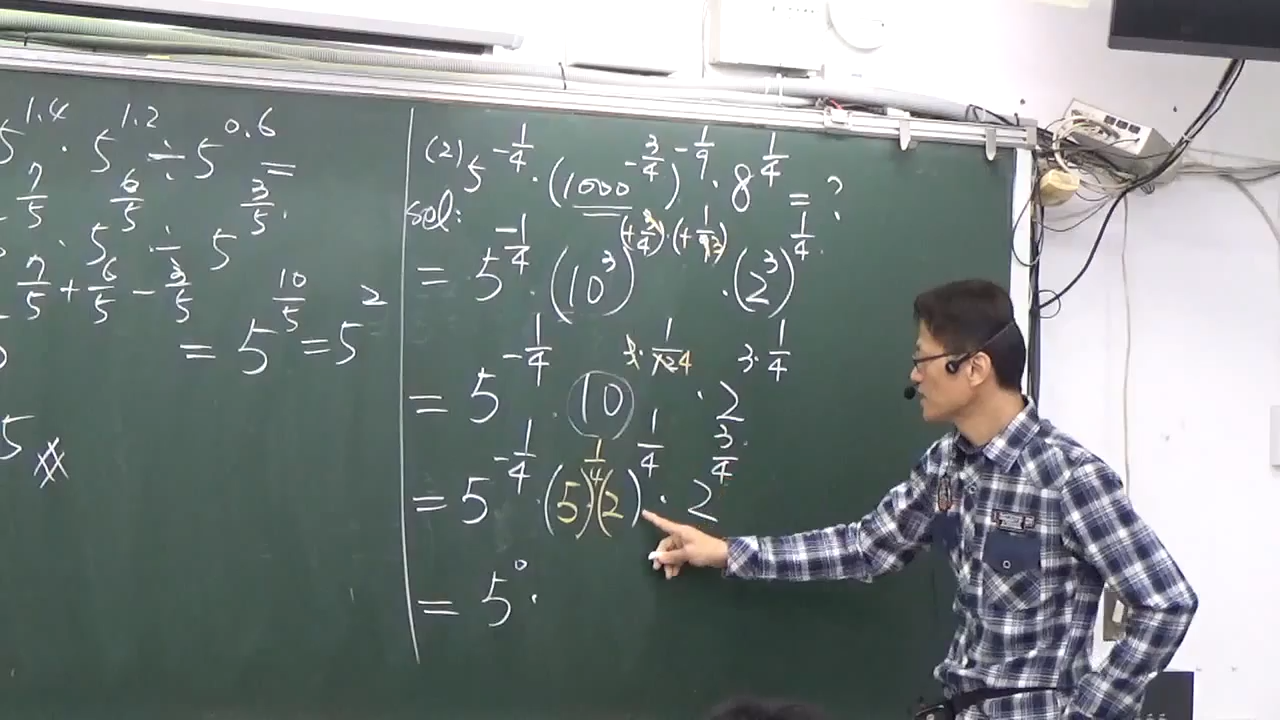 5^1.4 · 5^1.2 ÷ 5^0.6 =
7/5 6/5 3/5
· 5 ÷ 5
7/5 + 6/5 - 3/5
= 5^10/5 = 5^2
5
(2) 5^-1/4 · (1000^-3/4)^-1/9 · 8^1/4 = ?
sol:
= 5^-1/4 · (10^3)^(+3/4)·(+1/9 3) · (2^3)^1/4
= 5^-1/4 · 10^3·1/12 4 · 2^3·1/4
= 5^-1/4 · (5)^1/4 (2)^1/4 · 2^3/4
= 5^0 ·